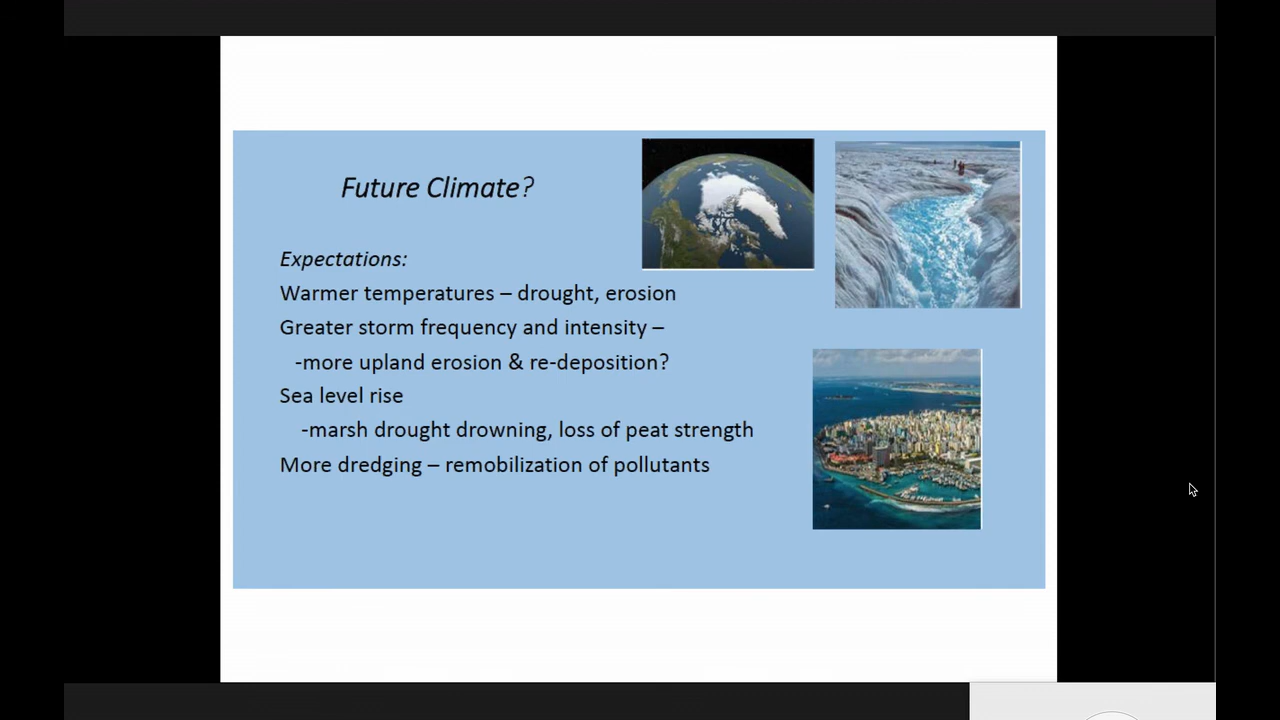 Future Climate?
Expectations:
Warmer temperatures – drought, erosion
Greater storm frequency and intensity –
-more upland erosion & re-deposition?
Sea level rise
-marsh drought drowning, loss of peat strength
More dredging – remobilization of pollutants